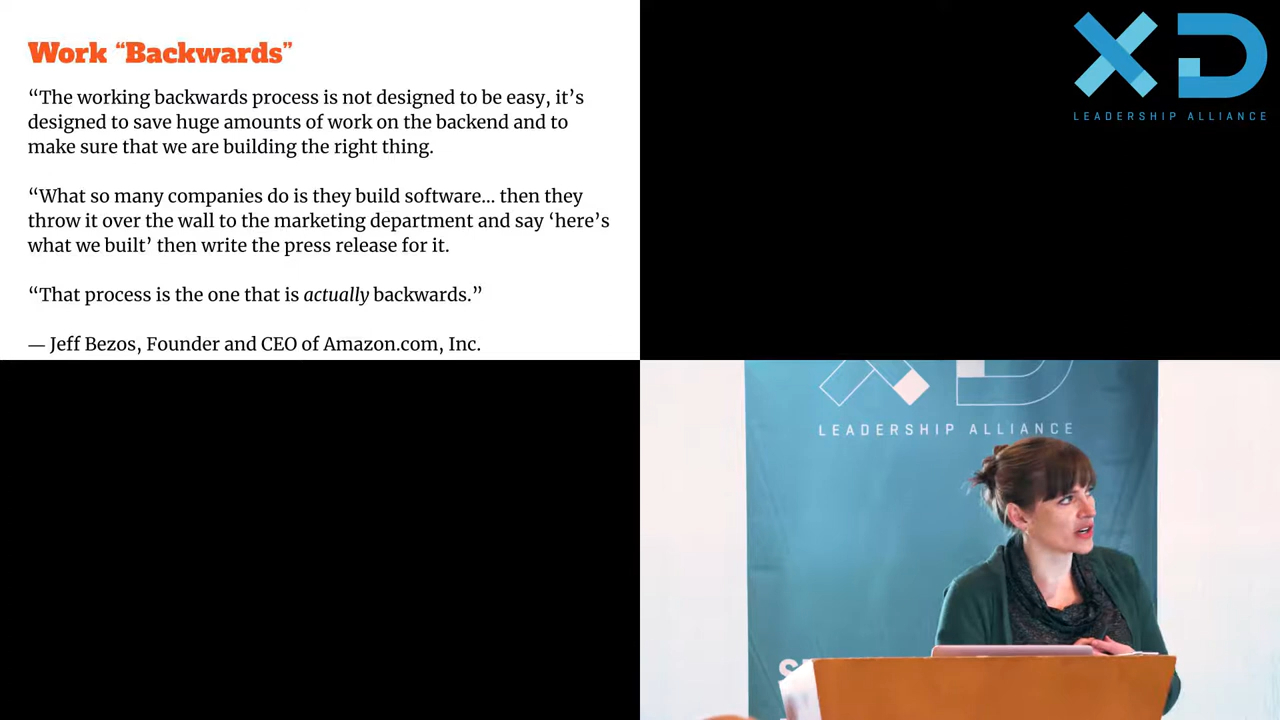 Work “Backwards”
“The working backwards process is not designed to be easy, it’s
designed to save huge amounts of work on the backend and to
make sure that we are building the right thing.
“What so many companies do is they build software... then they
throw it over the wall to the marketing department and say ‘here’s
what we built’ then write the press release for it.
“That process is the one that is actually backwards.”
— Jeff Bezos, Founder and CEO of Amazon.com, Inc.
XD
LEADERSHIP ALLIANCE
XD
LEADERSHIP ALLIANCE